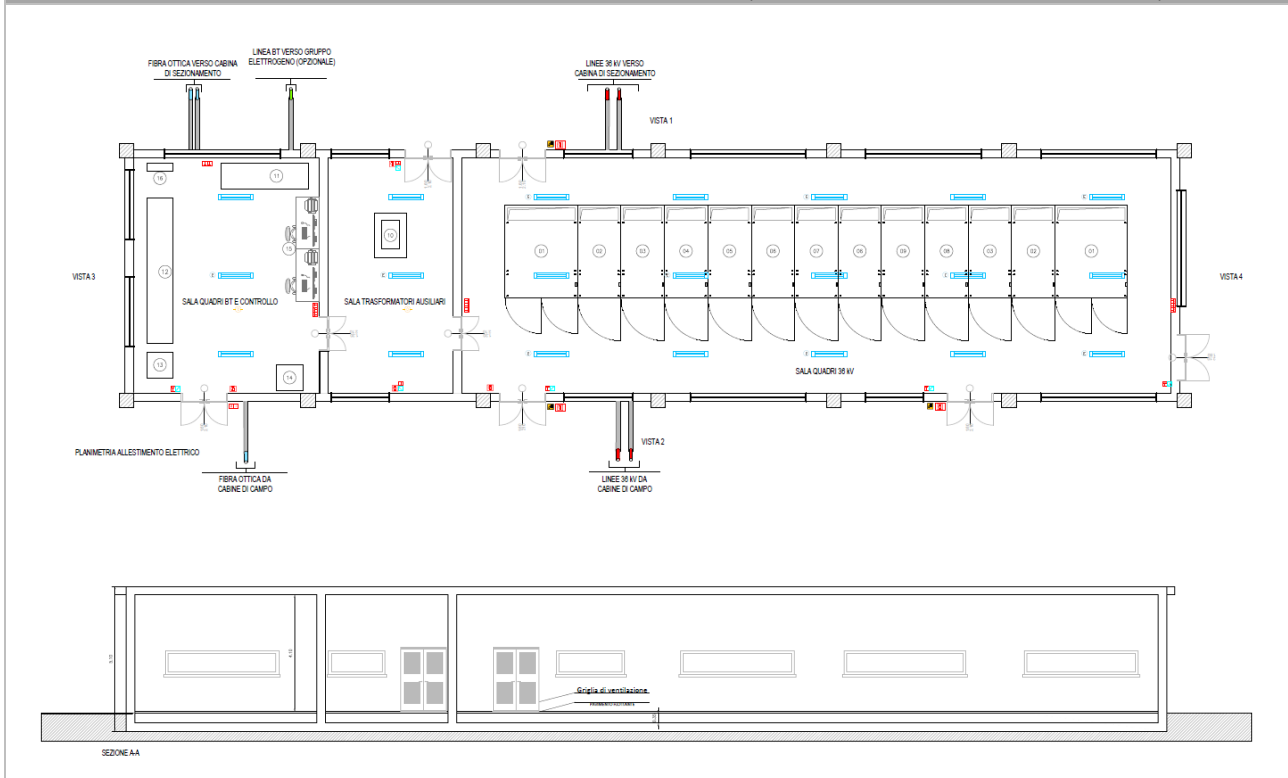 LINEA BT VERSO GRUPPO
ELETTROGENO (OPZIONALE)
FIBRA OTTICA VERSO CABINA
DI SEZIONAMENTO
LINEE 36 kV VERSO
CABINA DI SEZIONAMENTO
VISTA 1
16
11
10
15
12
01
02
03
04
05
06
07
08
09
08
03
02
01
VISTA 3
VISTA 4
SALA QUADRI BT E CONTROLLO
SALA TRASFORMATORI AUSILIARI
SALA QUADRI 36 kV
13
14
VISTA 2
PLANIMETRIA ALLESTIMENTO ELETTRICO
FIBRA OTTICA DA
CABINE DI CAMPO
LINEE 36 kV DA
CABINE DI CAMPO
Griglia di ventilazione
PAVIMENTO FLOTTANTE
SEZIONE A-A